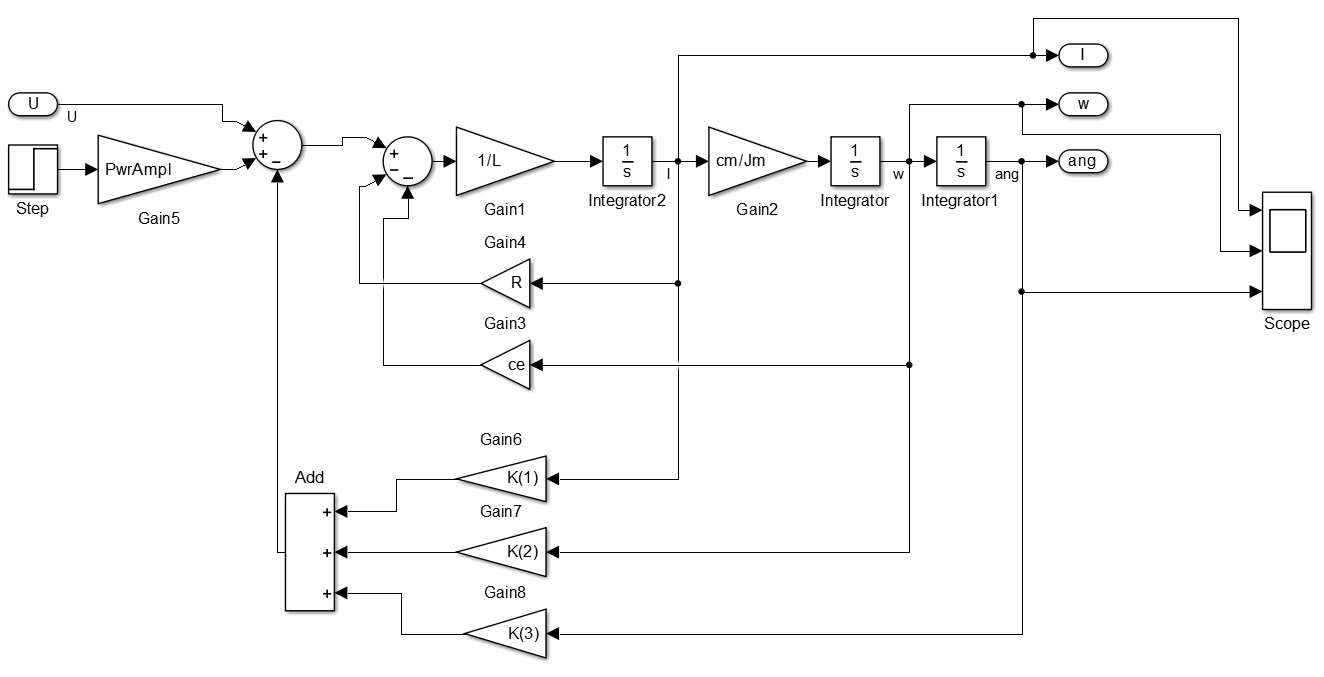 I
U
U
w
+
+
−
+
−
−
PwrAmpl
1/L
1
s
I
cm/Jm
1
s
w
1
s
ang
ang
Step
Gain5
Gain1
Integrator2
Gain2
Integrator
Integrator1
Gain4
R
Gain3
ce
Scope
Gain6
K(1)
Add
+
Gain7
+
K(2)
Gain8
+
K(3)